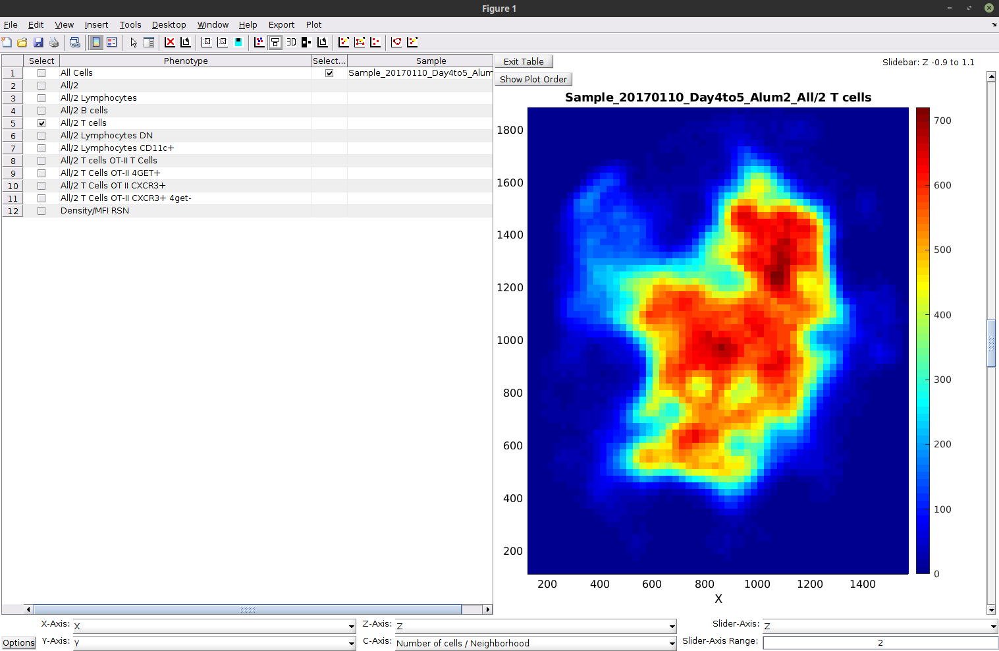 Figure 1
File Edit View Insert Tools Desktop Window Help Export Plot
3D
Select Phenotype Select... Sample
1 All Cells Sample_20170110_Day4to5_Alum
2 All/2
3 All/2 Lymphocytes
4 All/2 B cells
5 All/2 T cells
6 All/2 Lymphocytes DN
7 All/2 Lymphocytes CD11c+
8 All/2 T cells OT-II T Cells
9 All/2 T Cells OT-II 4GET+
10 All/2 T Cells OT II CXCR3+
11 All/2 T Cells OT-II CXCR3+ 4get-
12 Density/MFI RSN
Exit Table
Slidebar: Z -0.9 to 1.1
Show Plot Order
Sample_20170110_Day4to5_Alum2_All/2 T cells
1800
1600
1400
1200
1000
800
600
400
200
200 400 600 800 1000 1200 1400
X
700
600
500
400
300
200
100
0
X-Axis: X Z-Axis: Z Slider-Axis: Z
Options Y-Axis: Y C-Axis: Number of cells / Neighborhood Slider-Axis Range: 2